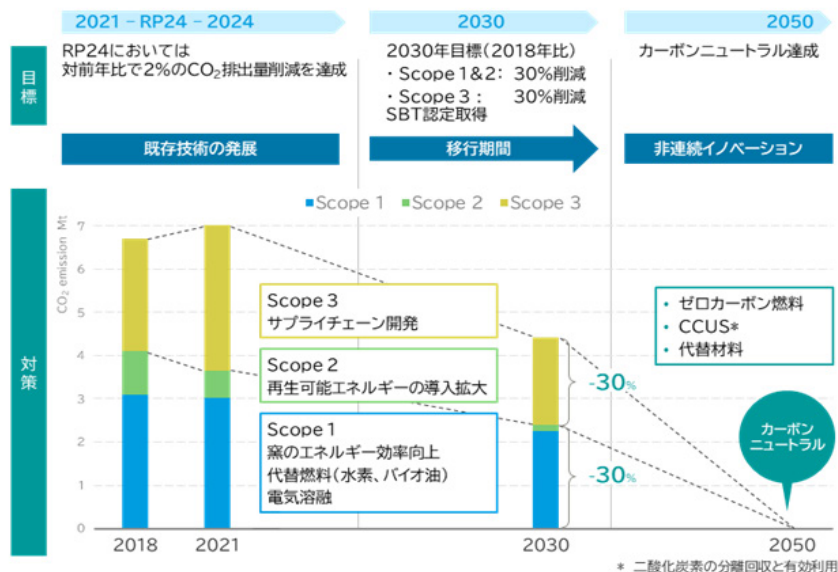 2021 – RP24 – 2024
2030
2050
目標
RP24においては
対前年比で2%のCO₂排出量削減を達成
2030年目標(2018年比)
・Scope 1&2: 30%削減
・Scope 3 : 30%削減
SBT認定取得
カーボンニュートラル達成
既存技術の発展
移行期間
非連続イノベーション
対策
■Scope 1 ■Scope 2 ■Scope 3
CO₂ emission Mt
7
6
5
4
3
2
1
0
Scope 3
サプライチェーン開発
Scope 2
再生可能エネルギーの導入拡大
Scope 1
窯のエネルギー効率向上
代替燃料(水素、バイオ油)
電気溶融
-30%
-30%
・ ゼロカーボン燃料
・ CCUS*
・ 代替材料
カーボン
ニュートラル
2018
2021
2030
2050
* 二酸化炭素の分離回収と有効利用